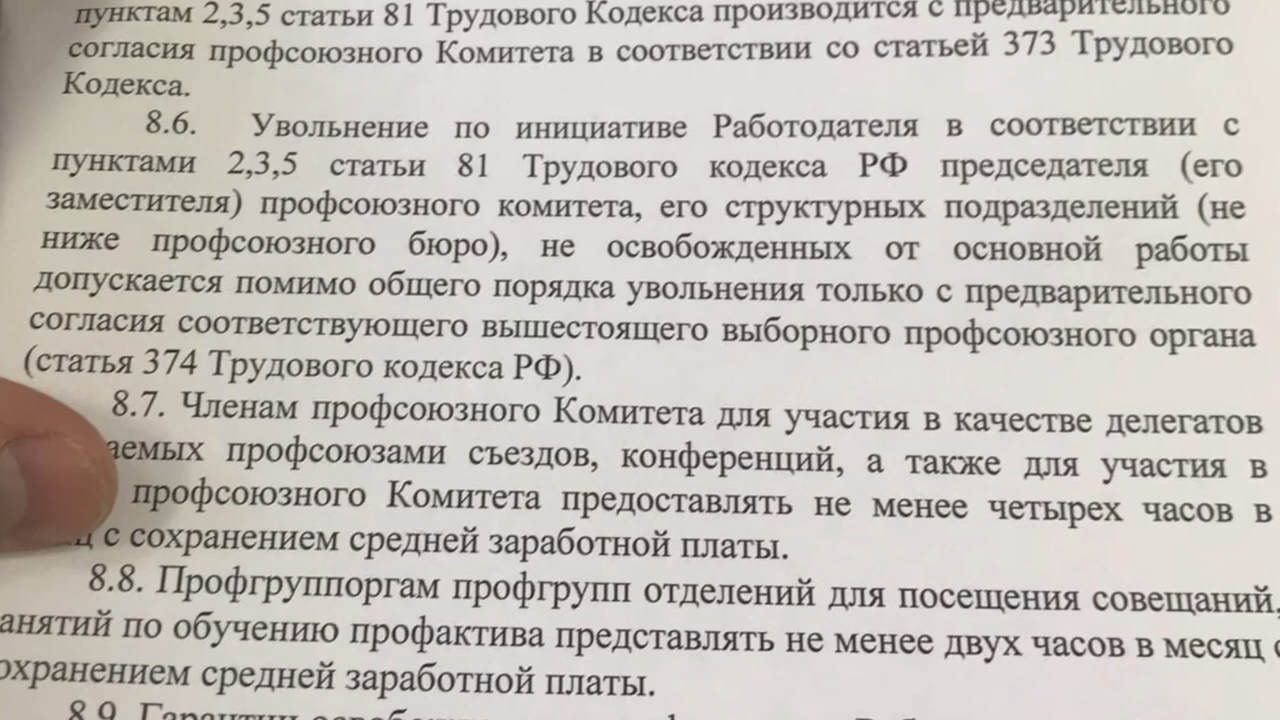 пунктам 2,3,5 статьи 81 Трудового Кодекса производится с предварительного
согласия профсоюзного Комитета в соответствии со статьей 373 Трудового
Кодекса.
8.6. Увольнение по инициативе Работодателя в соответствии с
пунктами 2,3,5 статьи 81 Трудового кодекса РФ председателя (его
заместителя) профсоюзного комитета, его структурных подразделений (не
ниже профсоюзного бюро), не освобожденных от основной работы
допускается помимо общего порядка увольнения только с предварительного
согласия соответствующего вышестоящего выборного профсоюзного органа
(статья 374 Трудового кодекса РФ).
8.7. Членам профсоюзного Комитета для участия в качестве делегатов
аемых профсоюзами съездов, конференций, а также для участия в
профсоюзного Комитета предоставлять не менее четырех часов в
ц с сохранением средней заработной платы.
8.8. Профгруппоргам профгрупп отделений для посещения совещаний,
анятий по обучению профактива представлять не менее двух часов в месяц с
охранением средней заработной платы.
8.9. Гарантии